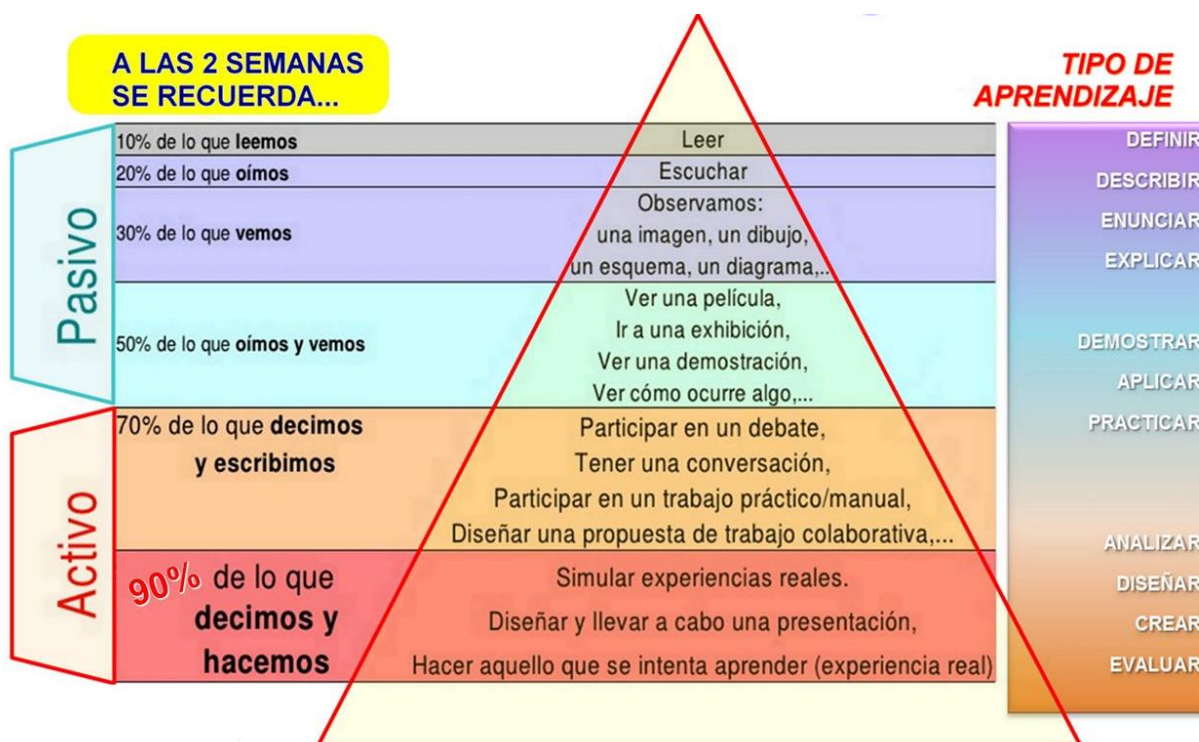 A LAS 2 SEMANAS
SE RECUERDA...
TIPO DE
APRENDIZAJE
Pasivo
10% de lo que leemos
Leer
20% de lo que oímos
Escuchar
30% de lo que vemos
Observamos:
una imagen, un dibujo,
un esquema, un diagrama,...
50% de lo que oímos y vemos
Ver una película,
Ir a una exhibición,
Ver una demostración,
Ver cómo ocurre algo,...
Activo
70% de lo que decimos
y escribimos
Participar en un debate,
Tener una conversación,
Participar en un trabajo práctico/manual,
Diseñar una propuesta de trabajo colaborativa,...
90% de lo que
decimos y
hacemos
Simular experiencias reales.
Diseñar y llevar a cabo una presentación,
Hacer aquello que se intenta aprender (experiencia real)
DEFINIR
DESCRIBIR
ENUNCIAR
EXPLICAR
DEMOSTRAR
APLICAR
PRACTICAR
ANALIZAR
DISEÑAR
CREAR
EVALUAR